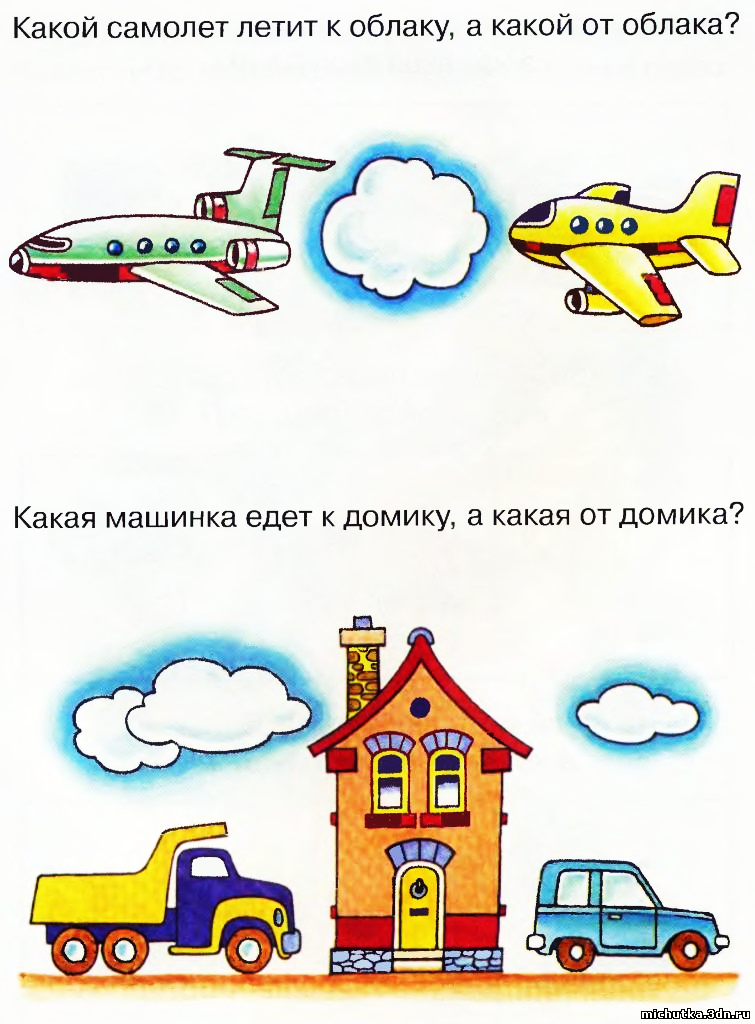 Какой самолет летит к облаку, а какой от облака?
Какая машинка едет к домику, а какая от домика?
michutka.3dn.ru